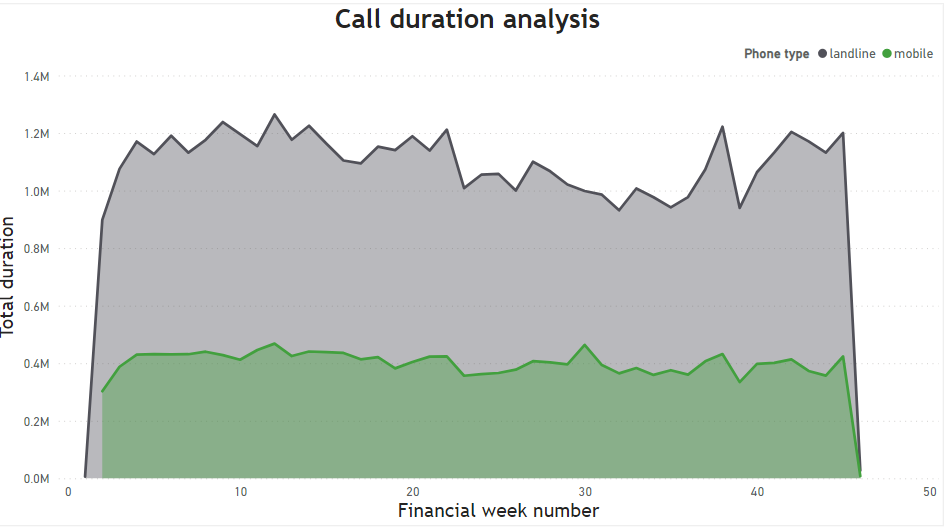 Call duration analysis
Phone type landline mobile
1.4M
1.2M
1.0M
0.8M
0.6M
0.4M
0.2M
0.0M
Total duration
0 10 20 30 40 50
Financial week number